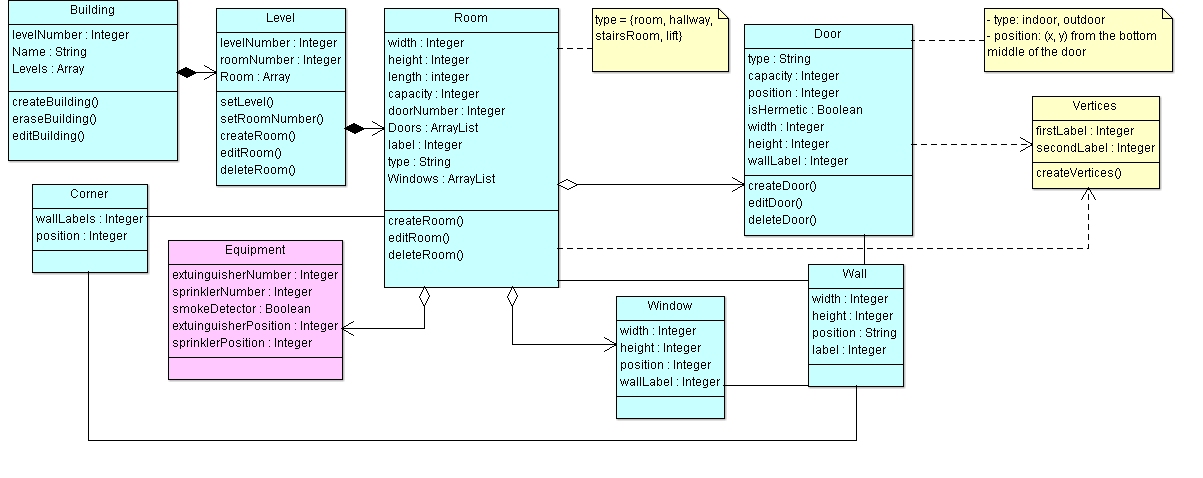 Building
levelNumber : Integer
Name : String
Levels : Array
createBuilding()
eraseBuilding()
editBuilding()
Level
levelNumber : Integer
roomNumber : Integer
Room : Array
setLevel()
setRoomNumber()
createRoom()
editRoom()
deleteRoom()
Room
width : Integer
height : Integer
length : integer
capacity : Integer
doorNumber : Integer
Doors : ArrayList
label : Integer
type : String
Windows : ArrayList
createRoom()
editRoom()
deleteRoom()
type = {room, hallway,
stairsRoom, lift}
Door
type : String
capacity : Integer
position : Integer
isHermetic : Boolean
width : Integer
height : Integer
wallLabel : Integer
createDoor()
editDoor()
deleteDoor()
- type: indoor, outdoor
- position: (x, y) from the bottom
middle of the door
Vertices
firstLabel : Integer
secondLabel : Integer
createVertices()
Corner
wallLabels : Integer
position : Integer
Equipment
extuinguisherNumber : Integer
sprinklerNumber : Integer
smokeDetector : Boolean
extuinguisherPosition : Integer
sprinklerPosition : Integer
Window
width : Integer
height : Integer
position : Integer
wallLabel : Integer
Wall
width : Integer
height : Integer
position : String
label : Integer